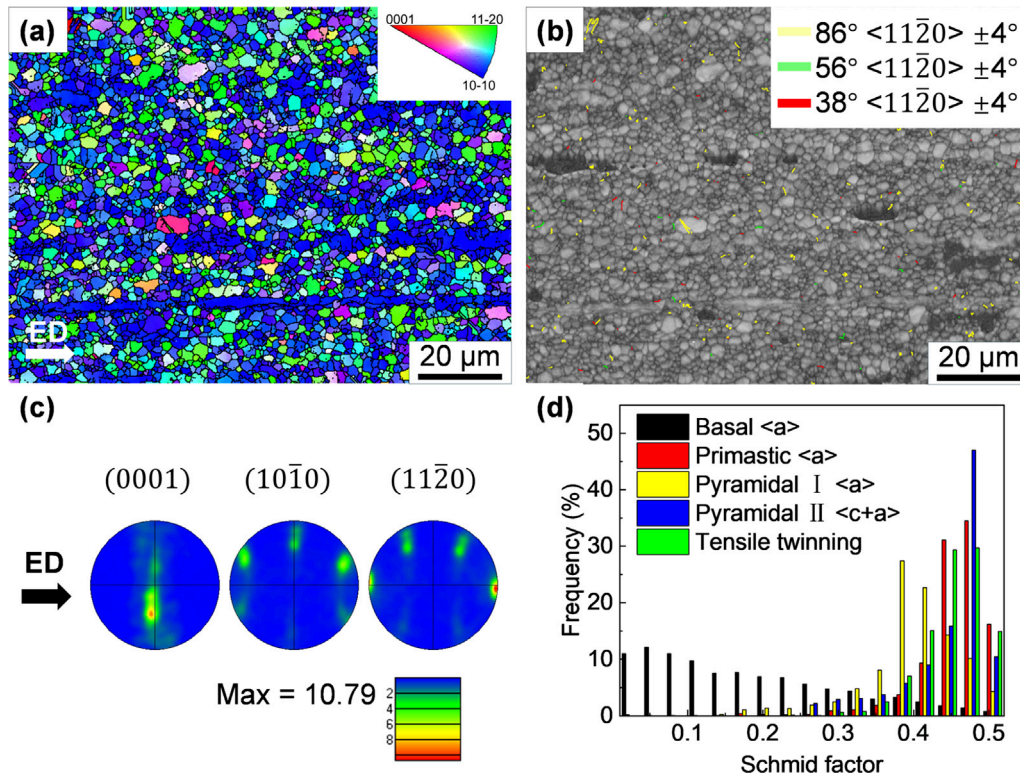 (a)
0001
11-20
10-10
ED
20 μm
(b)
86° <112̅0> ±4°
56° <112̅0> ±4°
38° <112̅0> ±4°
20 μm
(c)
(0001)
(101̅0)
(112̅0)
ED
Max = 10.79
2
4
6
8
(d)
50
40
30
20
10
0
Frequency (%)
Basal <a>
Primastic <a>
Pyramidal Ⅰ <a>
Pyramidal Ⅱ <c+a>
Tensile twinning
0.1
0.2
0.3
0.4
0.5
Schmid factor